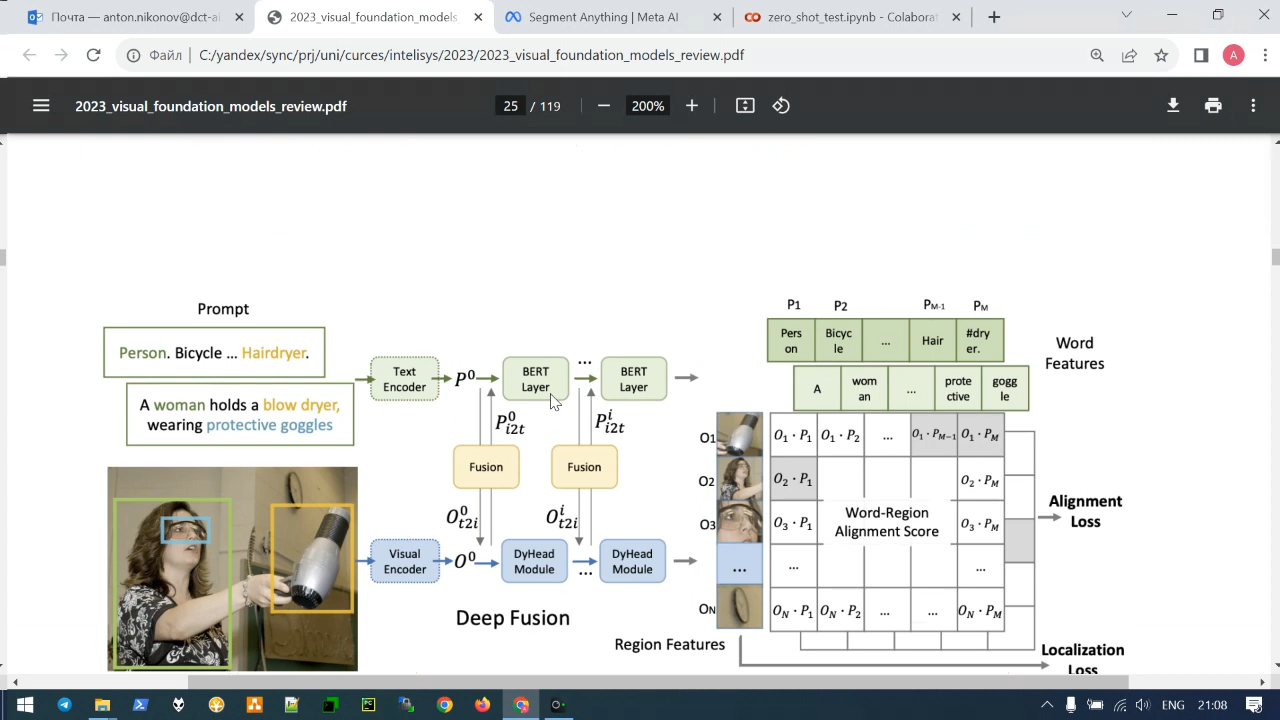 Почта — anton.nikonov@dct-ai
2023_visual_foundation_models
Segment Anything | Meta AI
zero_shot_test.ipynb - Colaborat
Файл
C:/yandex/sync/prj/uni/curces/intelisys/2023/2023_visual_foundation_models_review.pdf
A
2023_visual_foundation_models_review.pdf
25 / 119
200%
Prompt
Person. Bicycle ... Hairdryer.
A woman holds a blow dryer,
wearing protective goggles
Text
Encoder
P⁰
BERT
Layer
...
BERT
Layer
P⁰i2t
Pⁱi2t
Fusion
Fusion
O⁰t2i
Oⁱt2i
Visual
Encoder
O⁰
DyHead
Module
...
DyHead
Module
Deep Fusion
P1 P2 PM-1 PM
Pers
on
Bicyc
le
...
Hair
#dry
er.
Word
Features
A
wom
an
...
prote
ctive
gogg
le
O1
O2
O3
...
ON
O₁ · P₁ O₁ · P₂ ... O₁ · Pₘ₋₁ O₁ · Pₘ
O₂ · P₁ O₂ · Pₘ
O₃ · P₁ O₃ · Pₘ
Word-Region
Alignment Score
... ...
Oɴ · P₁ Oɴ · P₂ ... ... Oɴ · Pₘ
Alignment
Loss
Region Features
Localization
Loss
ENG
21:08